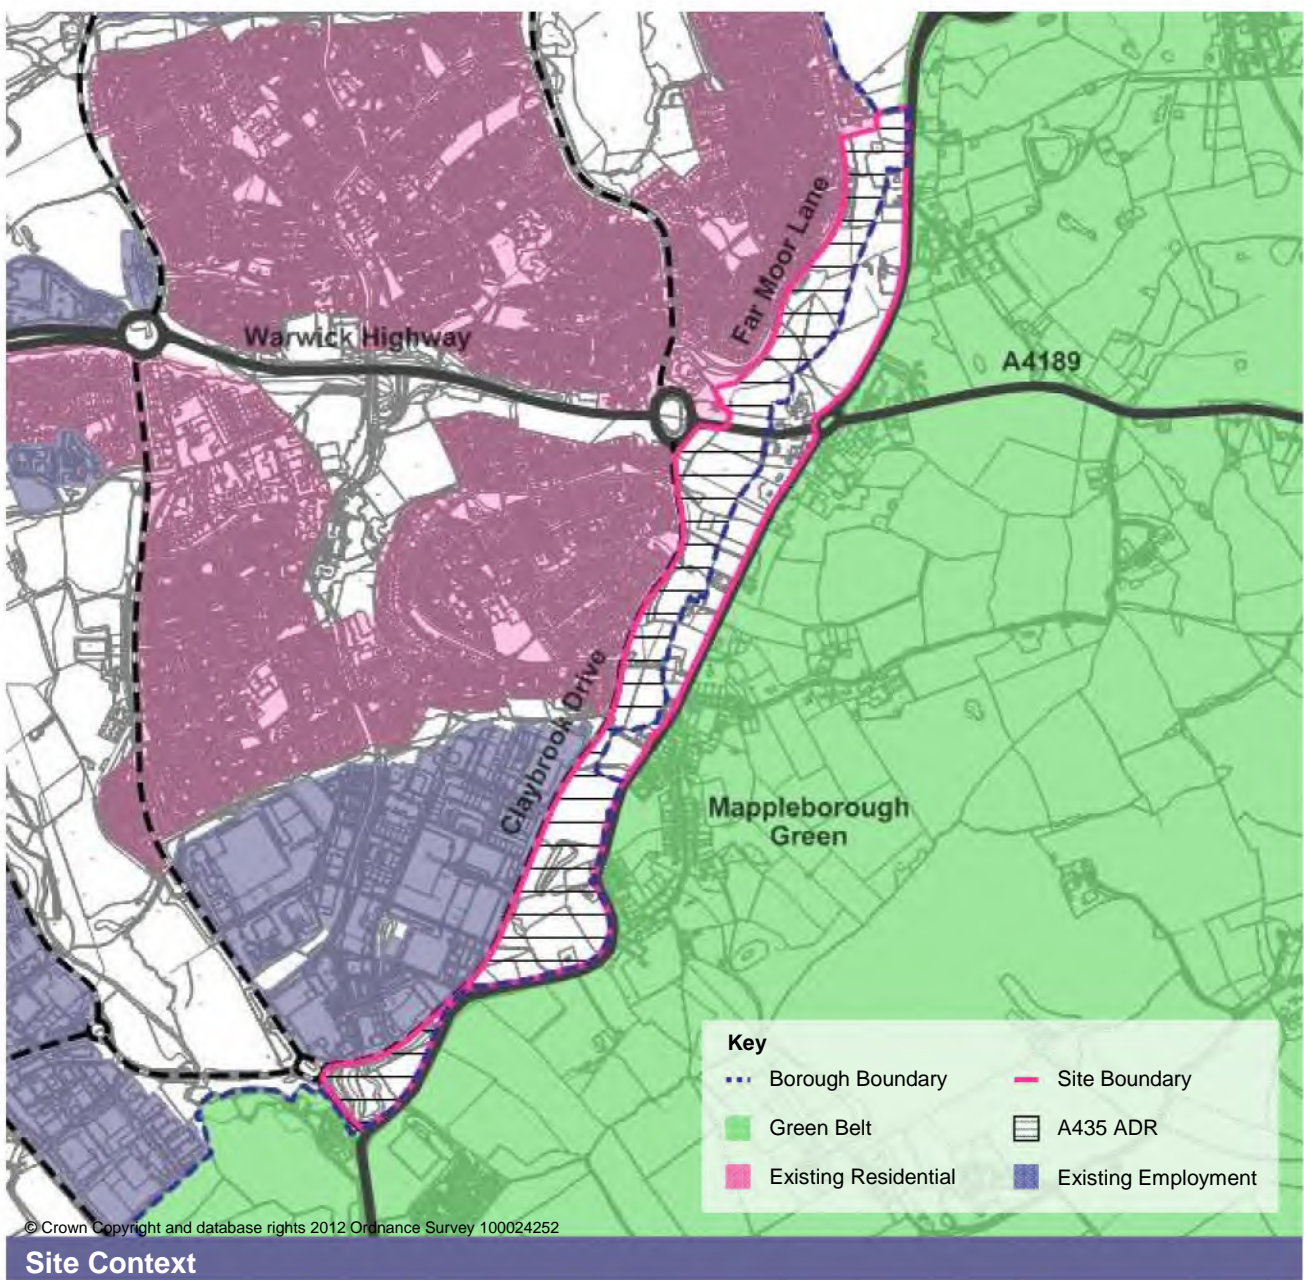 Far Moor Lane
Warwick Highway
A4189
Claybrook Drive
Mappleborough
Green
Key
Borough Boundary
Site Boundary
Green Belt
A435 ADR
Existing Residential
Existing Employment
© Crown Copyright and database rights 2012 Ordnance Survey 100024252
Site Context